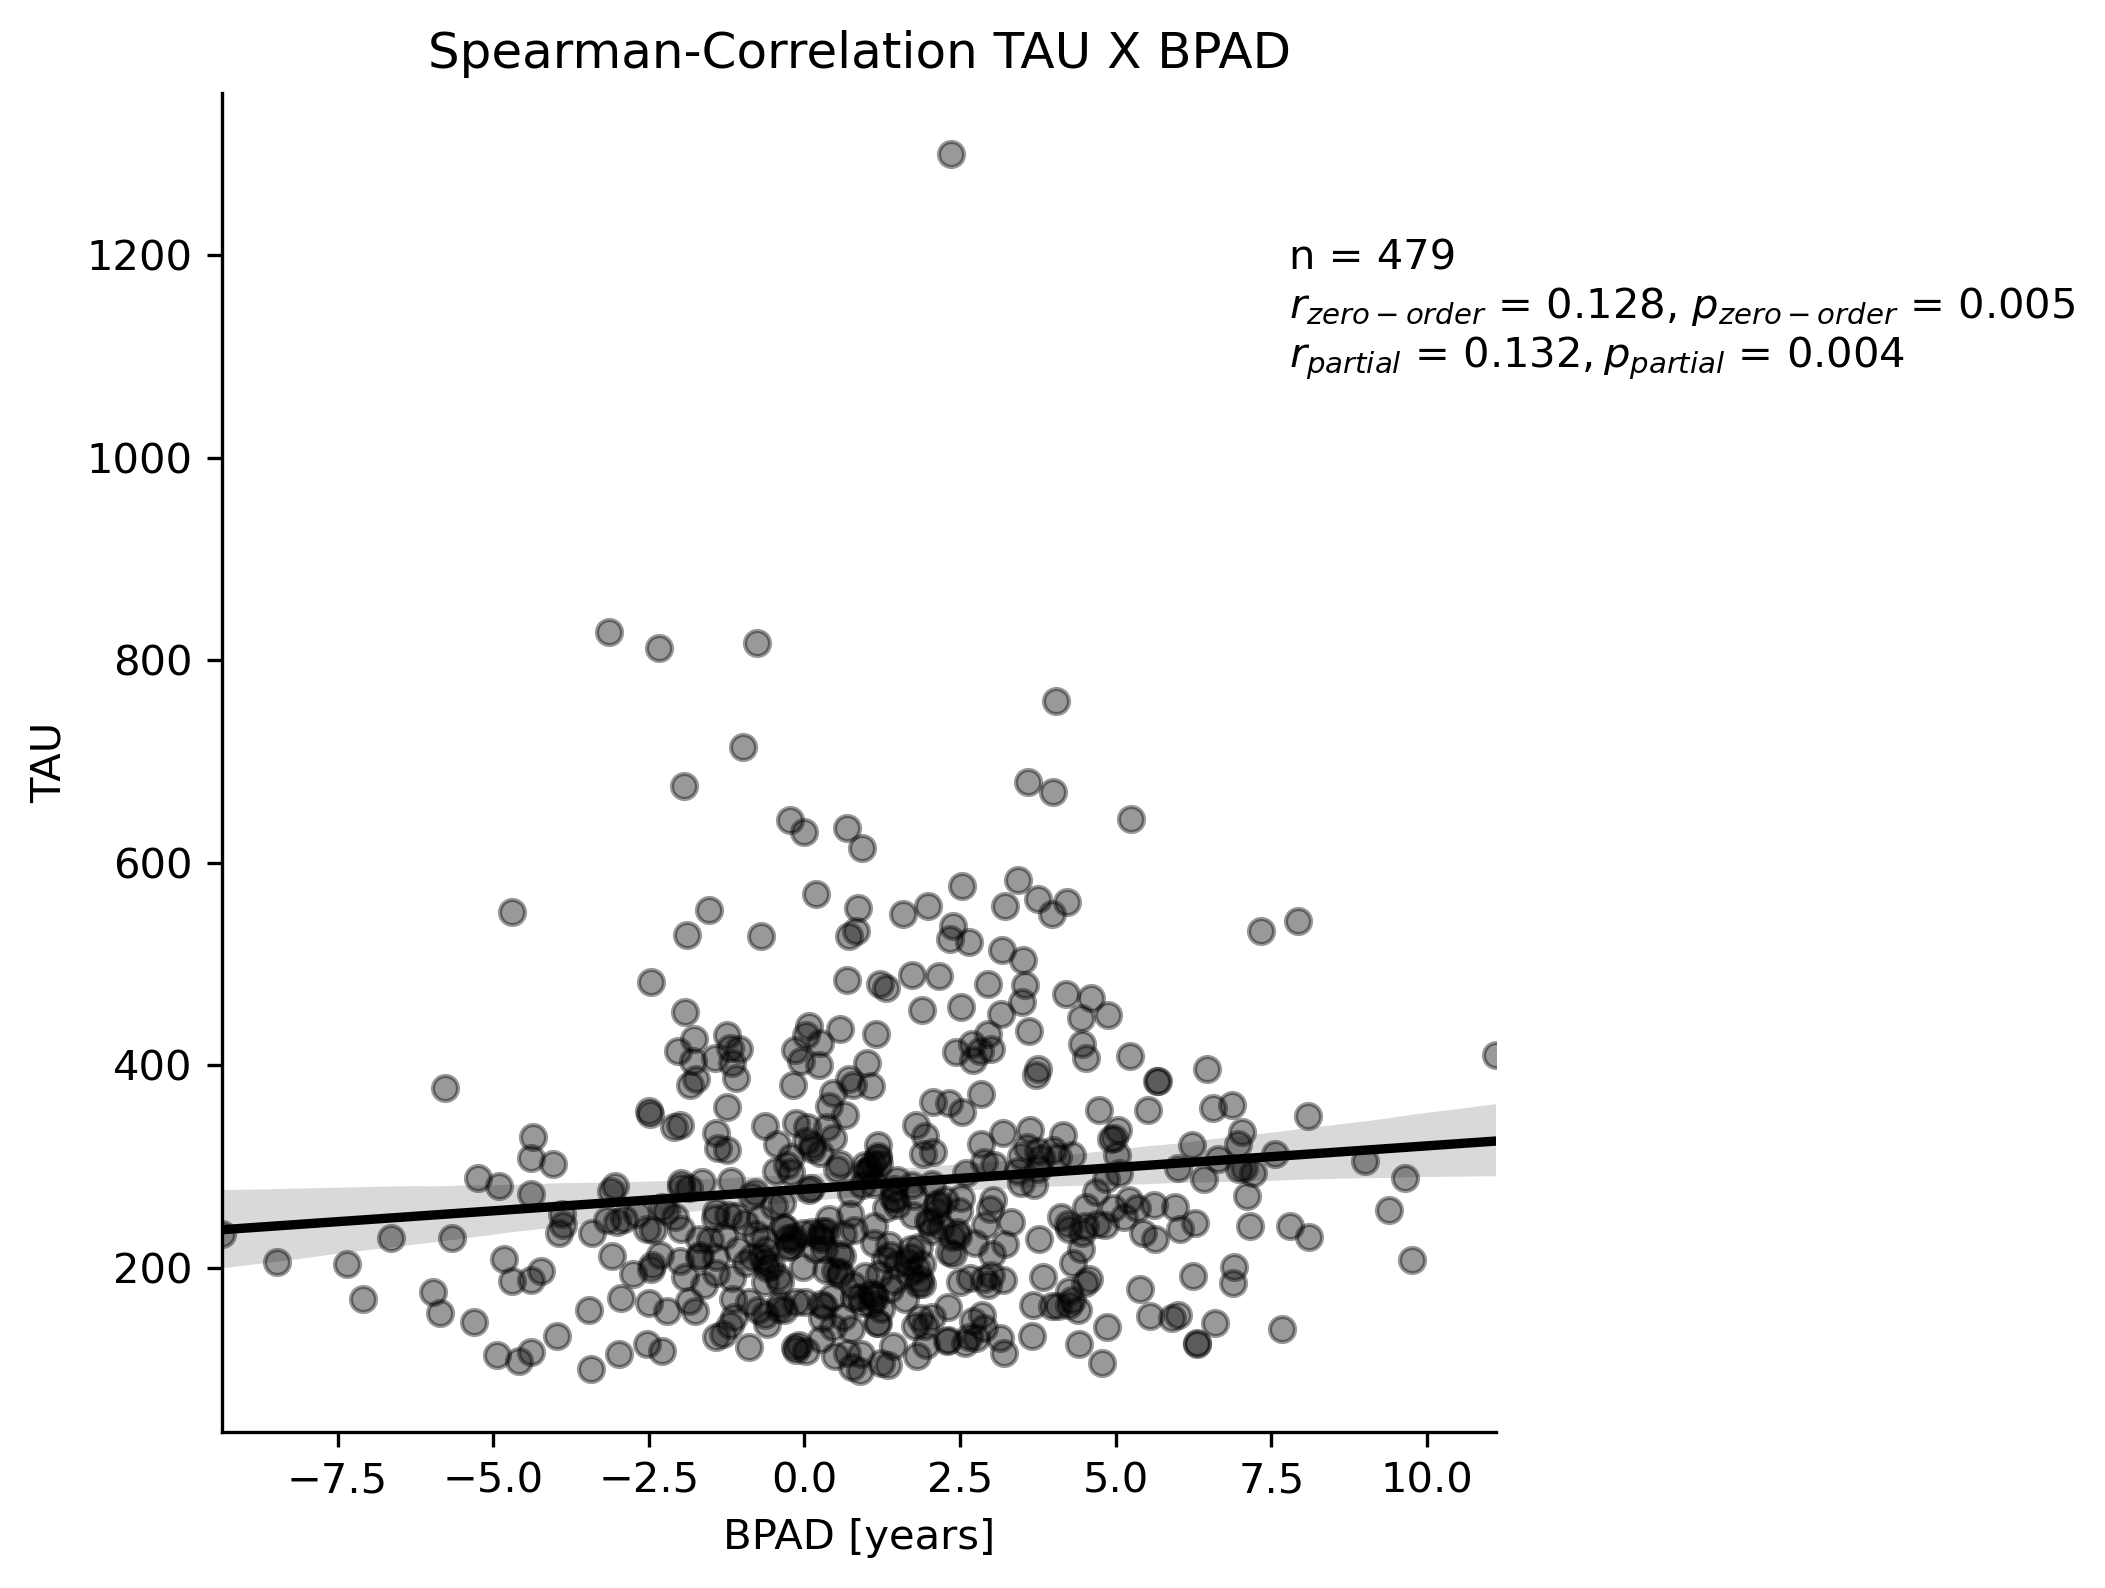 Spearman-Correlation TAU X BPAD
n = 479
r_zero-order = 0.128, p_zero-order = 0.005
r_partial = 0.132, p_partial = 0.004
1200
1000
800
600
400
200
TAU
−7.5 −5.0 −2.5 0.0 2.5 5.0 7.5 10.0
BPAD [years]